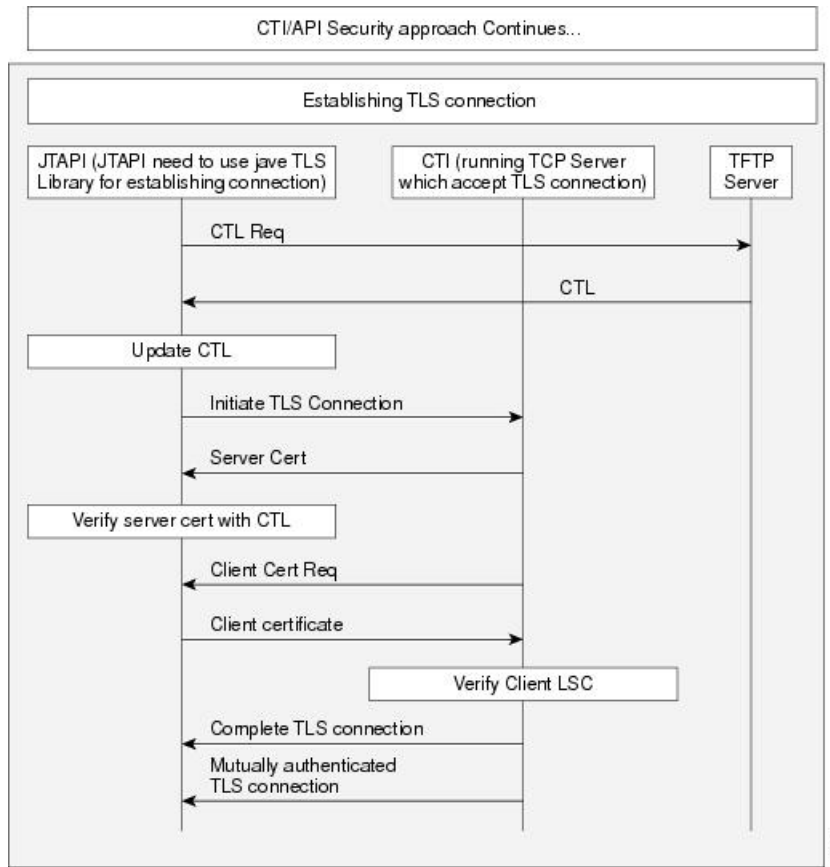 CTI/API Security approach Continues...
Establishing TLS connection
JTAPI (JTAPI need to use jave TLS
Library for establishing connection)
CTI (running TCP Server
which accept TLS connection)
TFTP
Server
CTL Req
CTL
Update CTL
Initiate TLS Connection
Server Cert
Verify server cert with CTL
Client Cert Req
Client certificate
Verify Client LSC
Complete TLS connection
Mutually authenticated
TLS connection